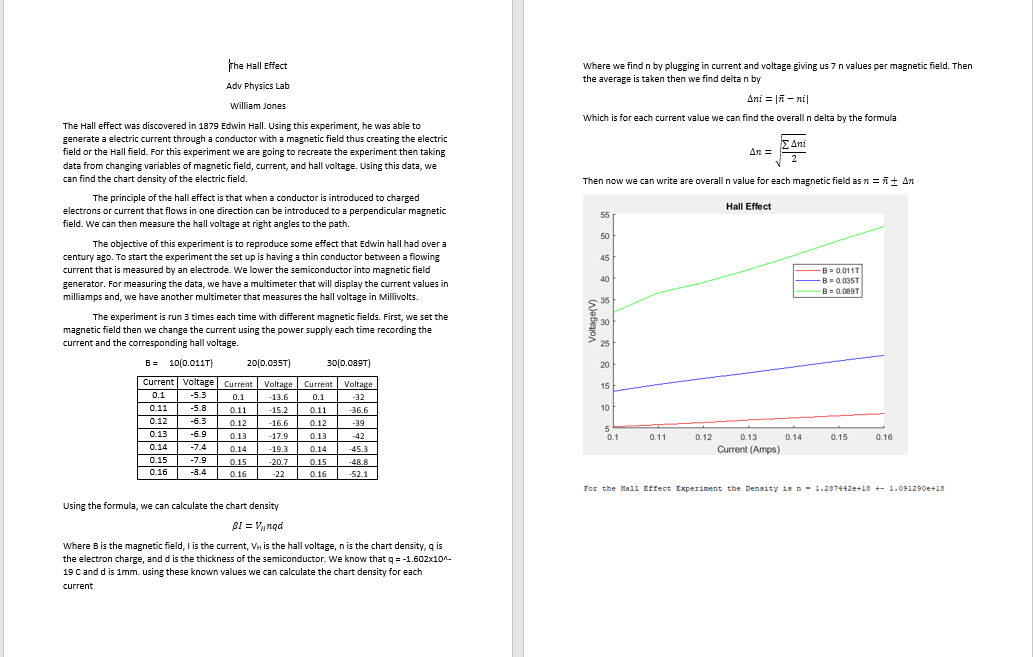 The Hall Effect
Adv Physics Lab
William Jones
The Hall effect was discovered in 1879 Edwin Hall. Using this experiment, he was able to
generate a electric current through a conductor with a magnetic field thus creating the electric
field or the Hall field. For this experiment we are going to recreate the experiment then taking
data from changing variables of magnetic field, current, and hall voltage. Using this data, we
can find the chart density of the electric field.
The principle of the hall effect is that when a conductor is introduced to charged
electrons or current that flows in one direction can be introduced to a perpendicular magnetic
field. We can then measure the hall voltage at right angles to the path.
The objective of this experiment is to reproduce some effect that Edwin hall had over a
century ago. To start the experiment the set up is having a thin conductor between a flowing
current that is measured by an electrode. We lower the semiconductor into magnetic field
generator. For measuring the data, we have a multimeter that will display the current values in
milliamps and, we have another multimeter that measures the hall voltage in Millivolts.
The experiment is run 3 times each time with different magnetic fields. First, we set the
magnetic field then we change the current using the power supply each time recording the
current and the corresponding hall voltage.
B = 10(0.011T) 20(0.035T) 30(0.089T)
Current Voltage Current Voltage Current Voltage
0.1 -5.3 0.1 -13.6 0.1 -32
0.11 -5.8 0.11 -15.2 0.11 -36.6
0.12 -6.3 0.12 -16.6 0.12 -39
0.13 -6.9 0.13 -17.9 0.13 -42
0.14 -7.4 0.14 -19.3 0.14 -45.3
0.15 -7.9 0.15 -20.7 0.15 -48.8
0.16 -8.4 0.16 -22 0.16 -52.1
Using the formula, we can calculate the chart density
βI = V_H nqd
Where B is the magnetic field, I is the current, V_H is the hall voltage, n is the chart density, q is
the electron charge, and d is the thickness of the semiconductor. We know that q = -1.602x10^-
19 C and d is 1mm. using these known values we can calculate the chart density for each
current
Where we find n by plugging in current and voltage giving us 7 n values per magnetic field. Then
the average is taken then we find delta n by
Δni = |n̄ − ni|
Which is for each current value we can find the overall n delta by the formula
Δn = √(∑ Δni / 2)
Then now we can write are overall n value for each magnetic field as n = n̄ ± Δn
Hall Effect
55
50
45
40
35
30
25
20
15
10
5
Voltage(V)
B = 0.011T
B = 0.035T
B = 0.089T
0.1 0.11 0.12 0.13 0.14 0.15 0.16
Current (Amps)
For the Hall Effect Experiment the Density is n = 1.287442e+18 +- 1.091290e+18